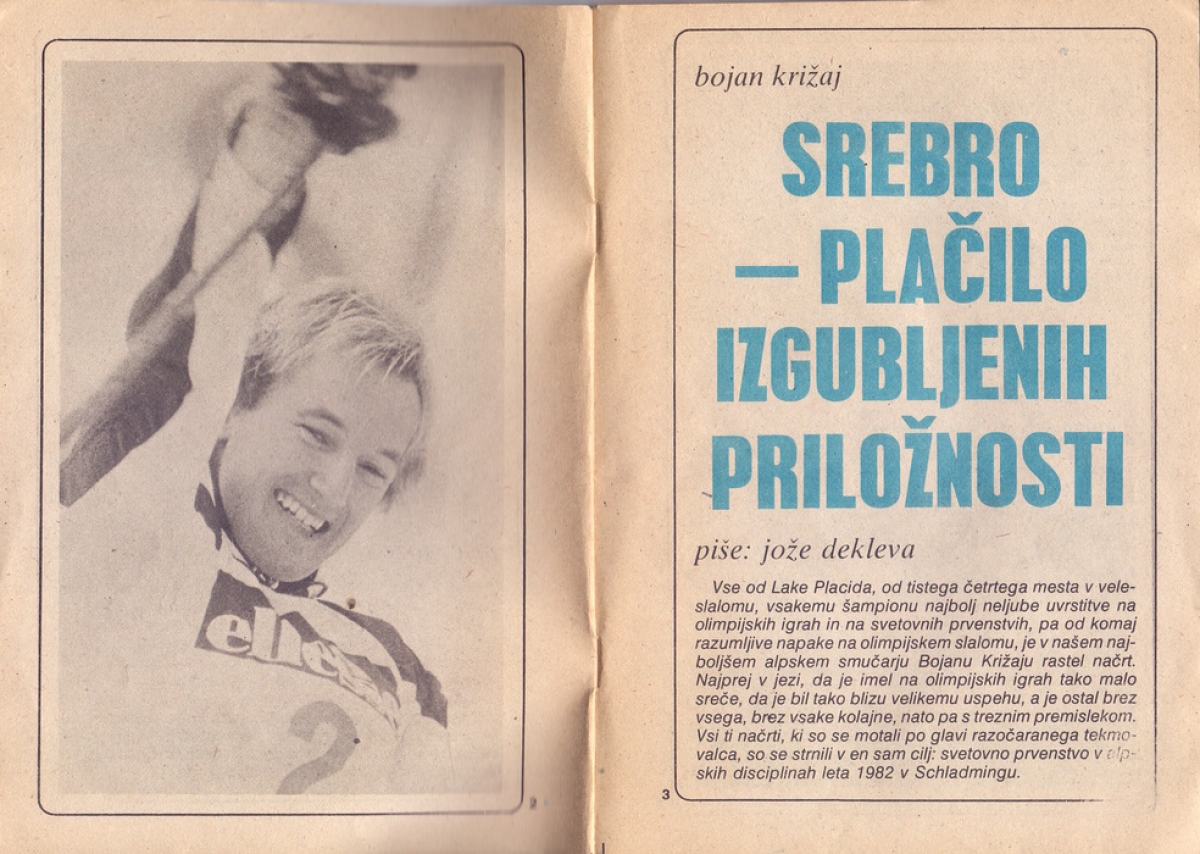 elle
2
2
bojan križaj
SREBRO
— PLAČILO
IZGUBLJENIH
PRILOŽNOSTI
piše: jože dekleva
Vse od Lake Placida, od tistega četrtega mesta v vele-
slalomu, vsakemu šampionu najbolj neljube uvrstitve na
olimpijskih igrah in na svetovnih prvenstvih, pa od komaj
razumljive napake na olimpijskem slalomu, je v našem naj-
boljšem alpskem smučarju Bojanu Križaju rastel načrt.
Najprej v jezi, da je imel na olimpijskih igrah tako malo
sreče, da je bil tako blizu velikemu uspehu, a je ostal brez
vsega, brez vsake kolajne, nato pa s treznim premislekom.
Vsi ti načrti, ki so se motali po glavi razočaranega tekmo-
valca, so se strnili v en sam cilj: svetovno prvenstvo v alp-
skih disciplinah leta 1982 v Schladmingu.
3